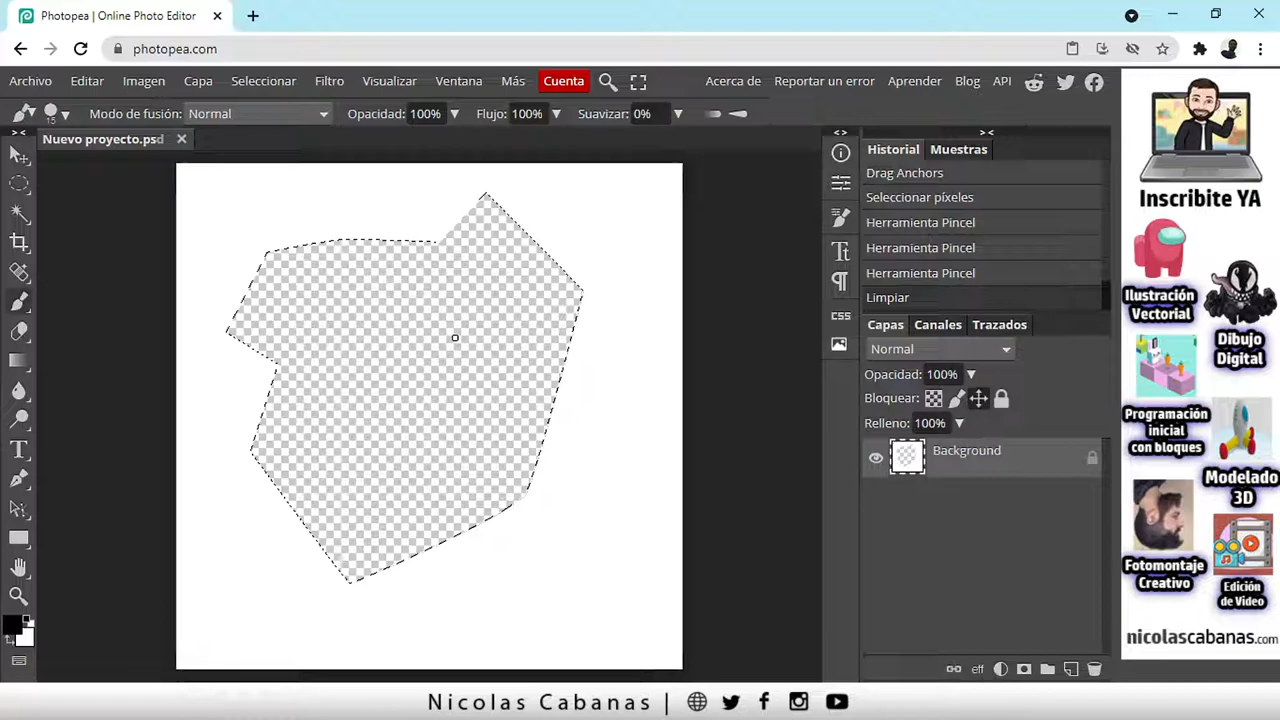 Photopea | Online Photo Editor
photopea.com
Archivo Editar Imagen Capa Seleccionar Filtro Visualizar Ventana Más Cuenta Acerca de Reportar un error Aprender Blog API
15 Modo de fusión: Normal Opacidad: 100% Flujo: 100% Suavizar: 0%
Nuevo proyecto.psd
Historial Muestras
Drag Anchors
Seleccionar píxeles
Herramienta Pincel
Herramienta Pincel
Herramienta Pincel
Limpiar
CSS
Capas Canales Trazados
Normal
Opacidad: 100%
Bloquear:
Relleno: 100%
Background
eff
Inscribite YA
Ilustración
Vectorial
Dibujo
Digital
Programación
inicial
con bloques
Modelado
3D
Fotomontaje
Creativo
Edición
de Video
nicolascabanas.com
Nicolas Cabanas |